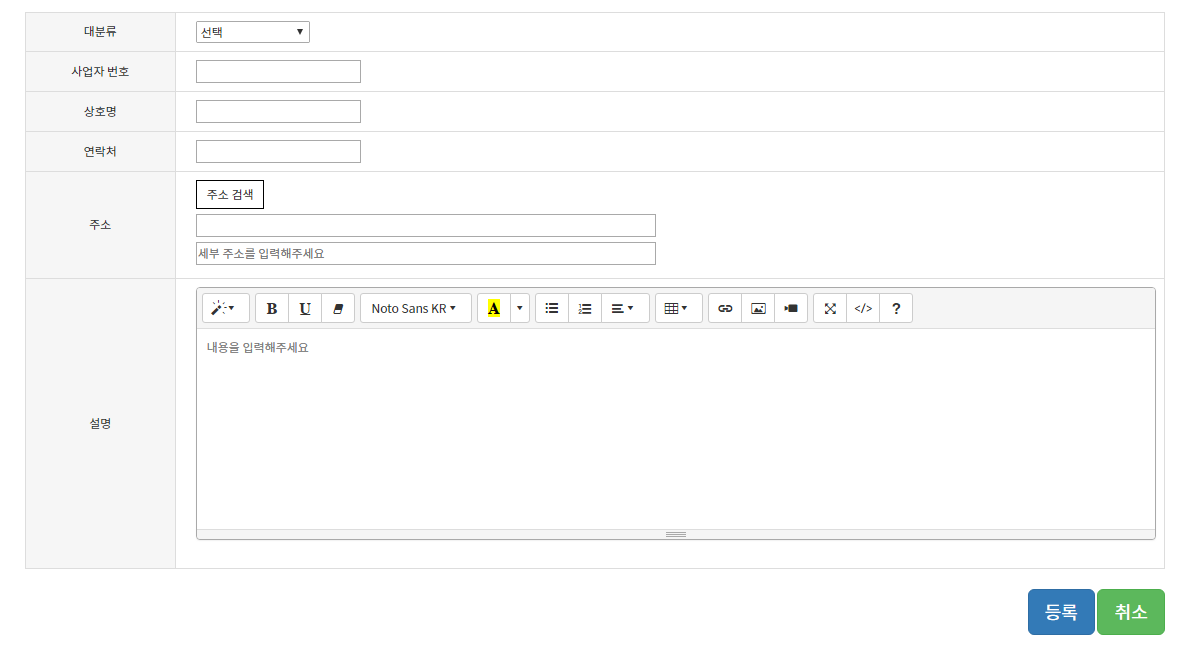 대분류 선택
사업자 번호
상호명
연락처
주소 주소 검색
세부 주소를 입력해주세요
설명
B U Noto Sans KR A </> ?
내용을 입력해주세요
등록 취소